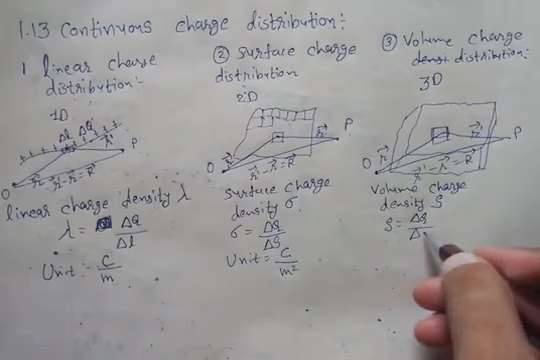 1.13 Continuous charge distribution:-
1 linear charge distribution:-
1D
Δl ΔQ
P
O
linear charge density λ
λ = ΔQ/Δl
Unit:- C/m
② Surface charge distribution
2D
P
O
r⃗' - r⃗ = R⃗
Surface charge density σ
σ = ΔQ/ΔS
Unit = C/m²
③ Volume charge distribution:-
3D
P
O
r⃗' - r⃗ = R⃗
Volume charge density ρ